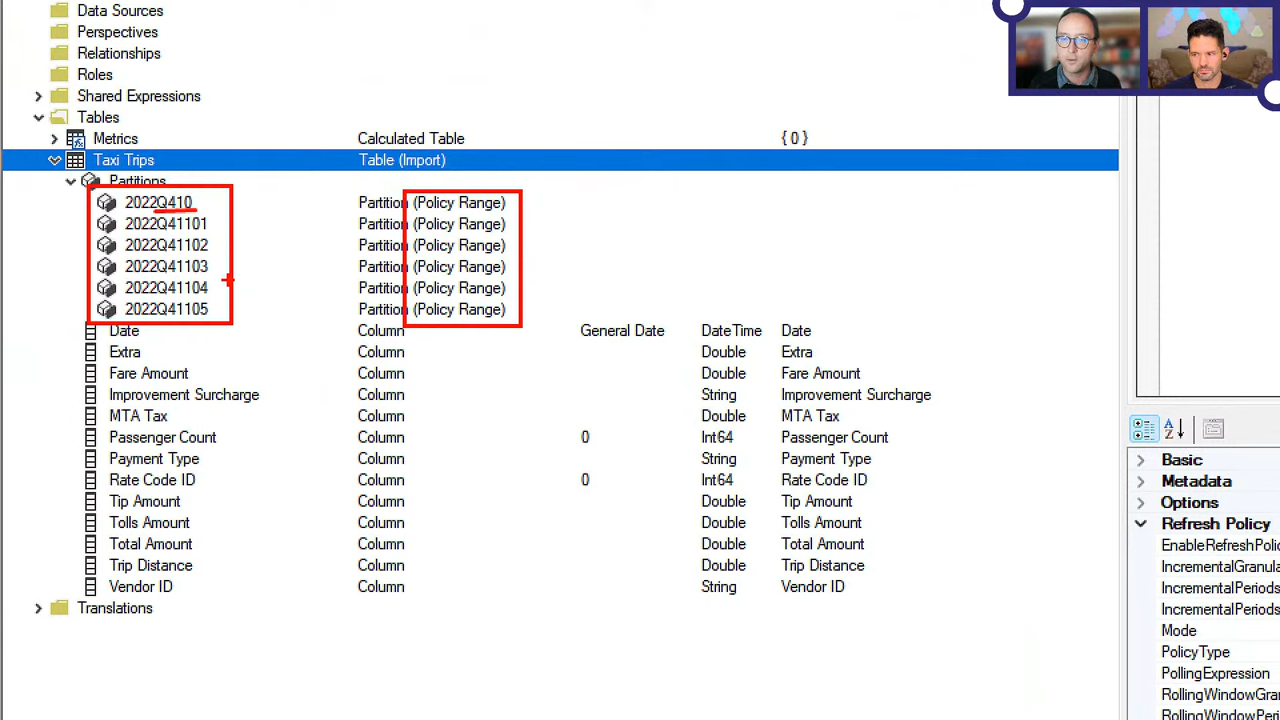 Data Sources
Perspectives
Relationships
Roles
Shared Expressions
Tables
Metrics Calculated Table { 0 }
Taxi Trips Table (Import)
Partitions
2022Q410 Partition (Policy Range)
2022Q41101 Partition (Policy Range)
2022Q41102 Partition (Policy Range)
2022Q41103 Partition (Policy Range)
2022Q41104 Partition (Policy Range)
2022Q41105 Partition (Policy Range)
Date Column General Date DateTime Date
Extra Column Double Extra
Fare Amount Column Double Fare Amount
Improvement Surcharge Column String Improvement Surcharge
MTA Tax Column Double MTA Tax
Passenger Count Column 0 Int64 Passenger Count
Payment Type Column String Payment Type
Rate Code ID Column 0 Int64 Rate Code ID
Tip Amount Column Double Tip Amount
Tolls Amount Column Double Tolls Amount
Total Amount Column Double Total Amount
Trip Distance Column Double Trip Distance
Vendor ID Column String Vendor ID
Translations
Basic
Metadata
Options
Refresh Policy
EnableRefreshPolic
IncrementalGranula
IncrementalPeriods
IncrementalPeriods
Mode
PolicyType
PollingExpression
RollingWindowGran
RollingWindowPeri